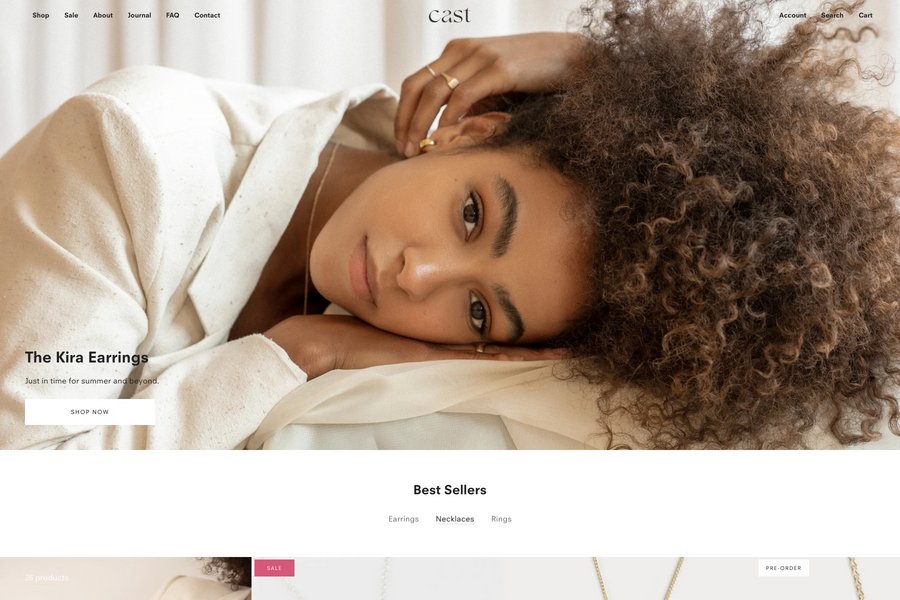 Shop Sale About Journal FAQ Contact
cast
Account Search Cart
The Kira Earrings
Just in time for summer and beyond.
SHOP NOW
Best Sellers
Earrings Necklaces Rings
26 products
SALE
PRE-ORDER